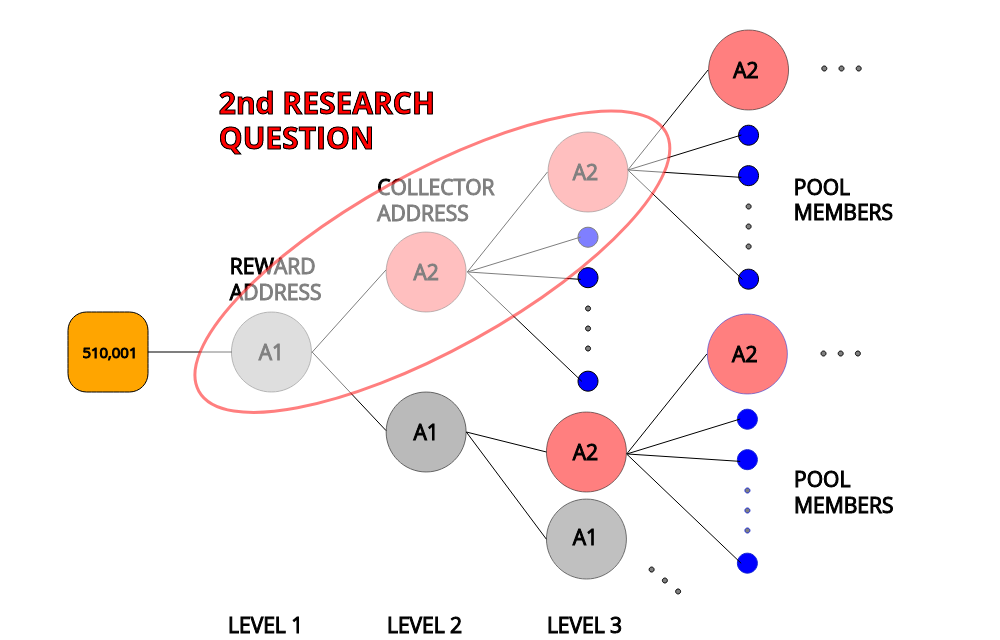 A2
2nd RESEARCH
QUESTION
A2
COLLECTOR
ADDRESS
POOL
MEMBERS
A2
REWARD
ADDRESS
510,001
A1
A2
A1
A2
POOL
MEMBERS
A1
LEVEL 1
LEVEL 2
LEVEL 3